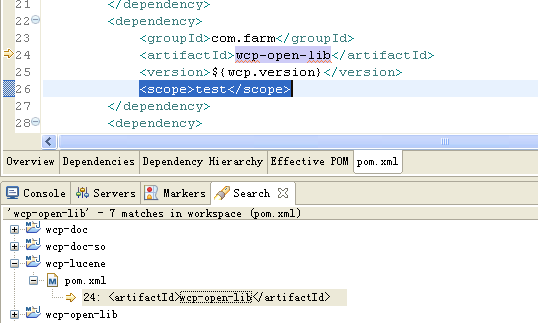 21 </dependency>
22 <dependency>
23 <groupId>com.farm</groupId>
24 <artifactId>wcp-open-lib</artifactId>
25 <version>${wcp.version}</version>
26 <scope>test</scope>
27 </dependency>
28 <dependency>
Overview Dependencies Dependency Hierarchy Effective POM pom.xml
Console Servers Markers Search
'wcp-open-lib' - 7 matches in workspace (pom.xml)
wcp-doc
wcp-doc-so
wcp-lucene
pom.xml
24: <artifactId>wcp-open-lib</artifactId>
wcp-open-lib